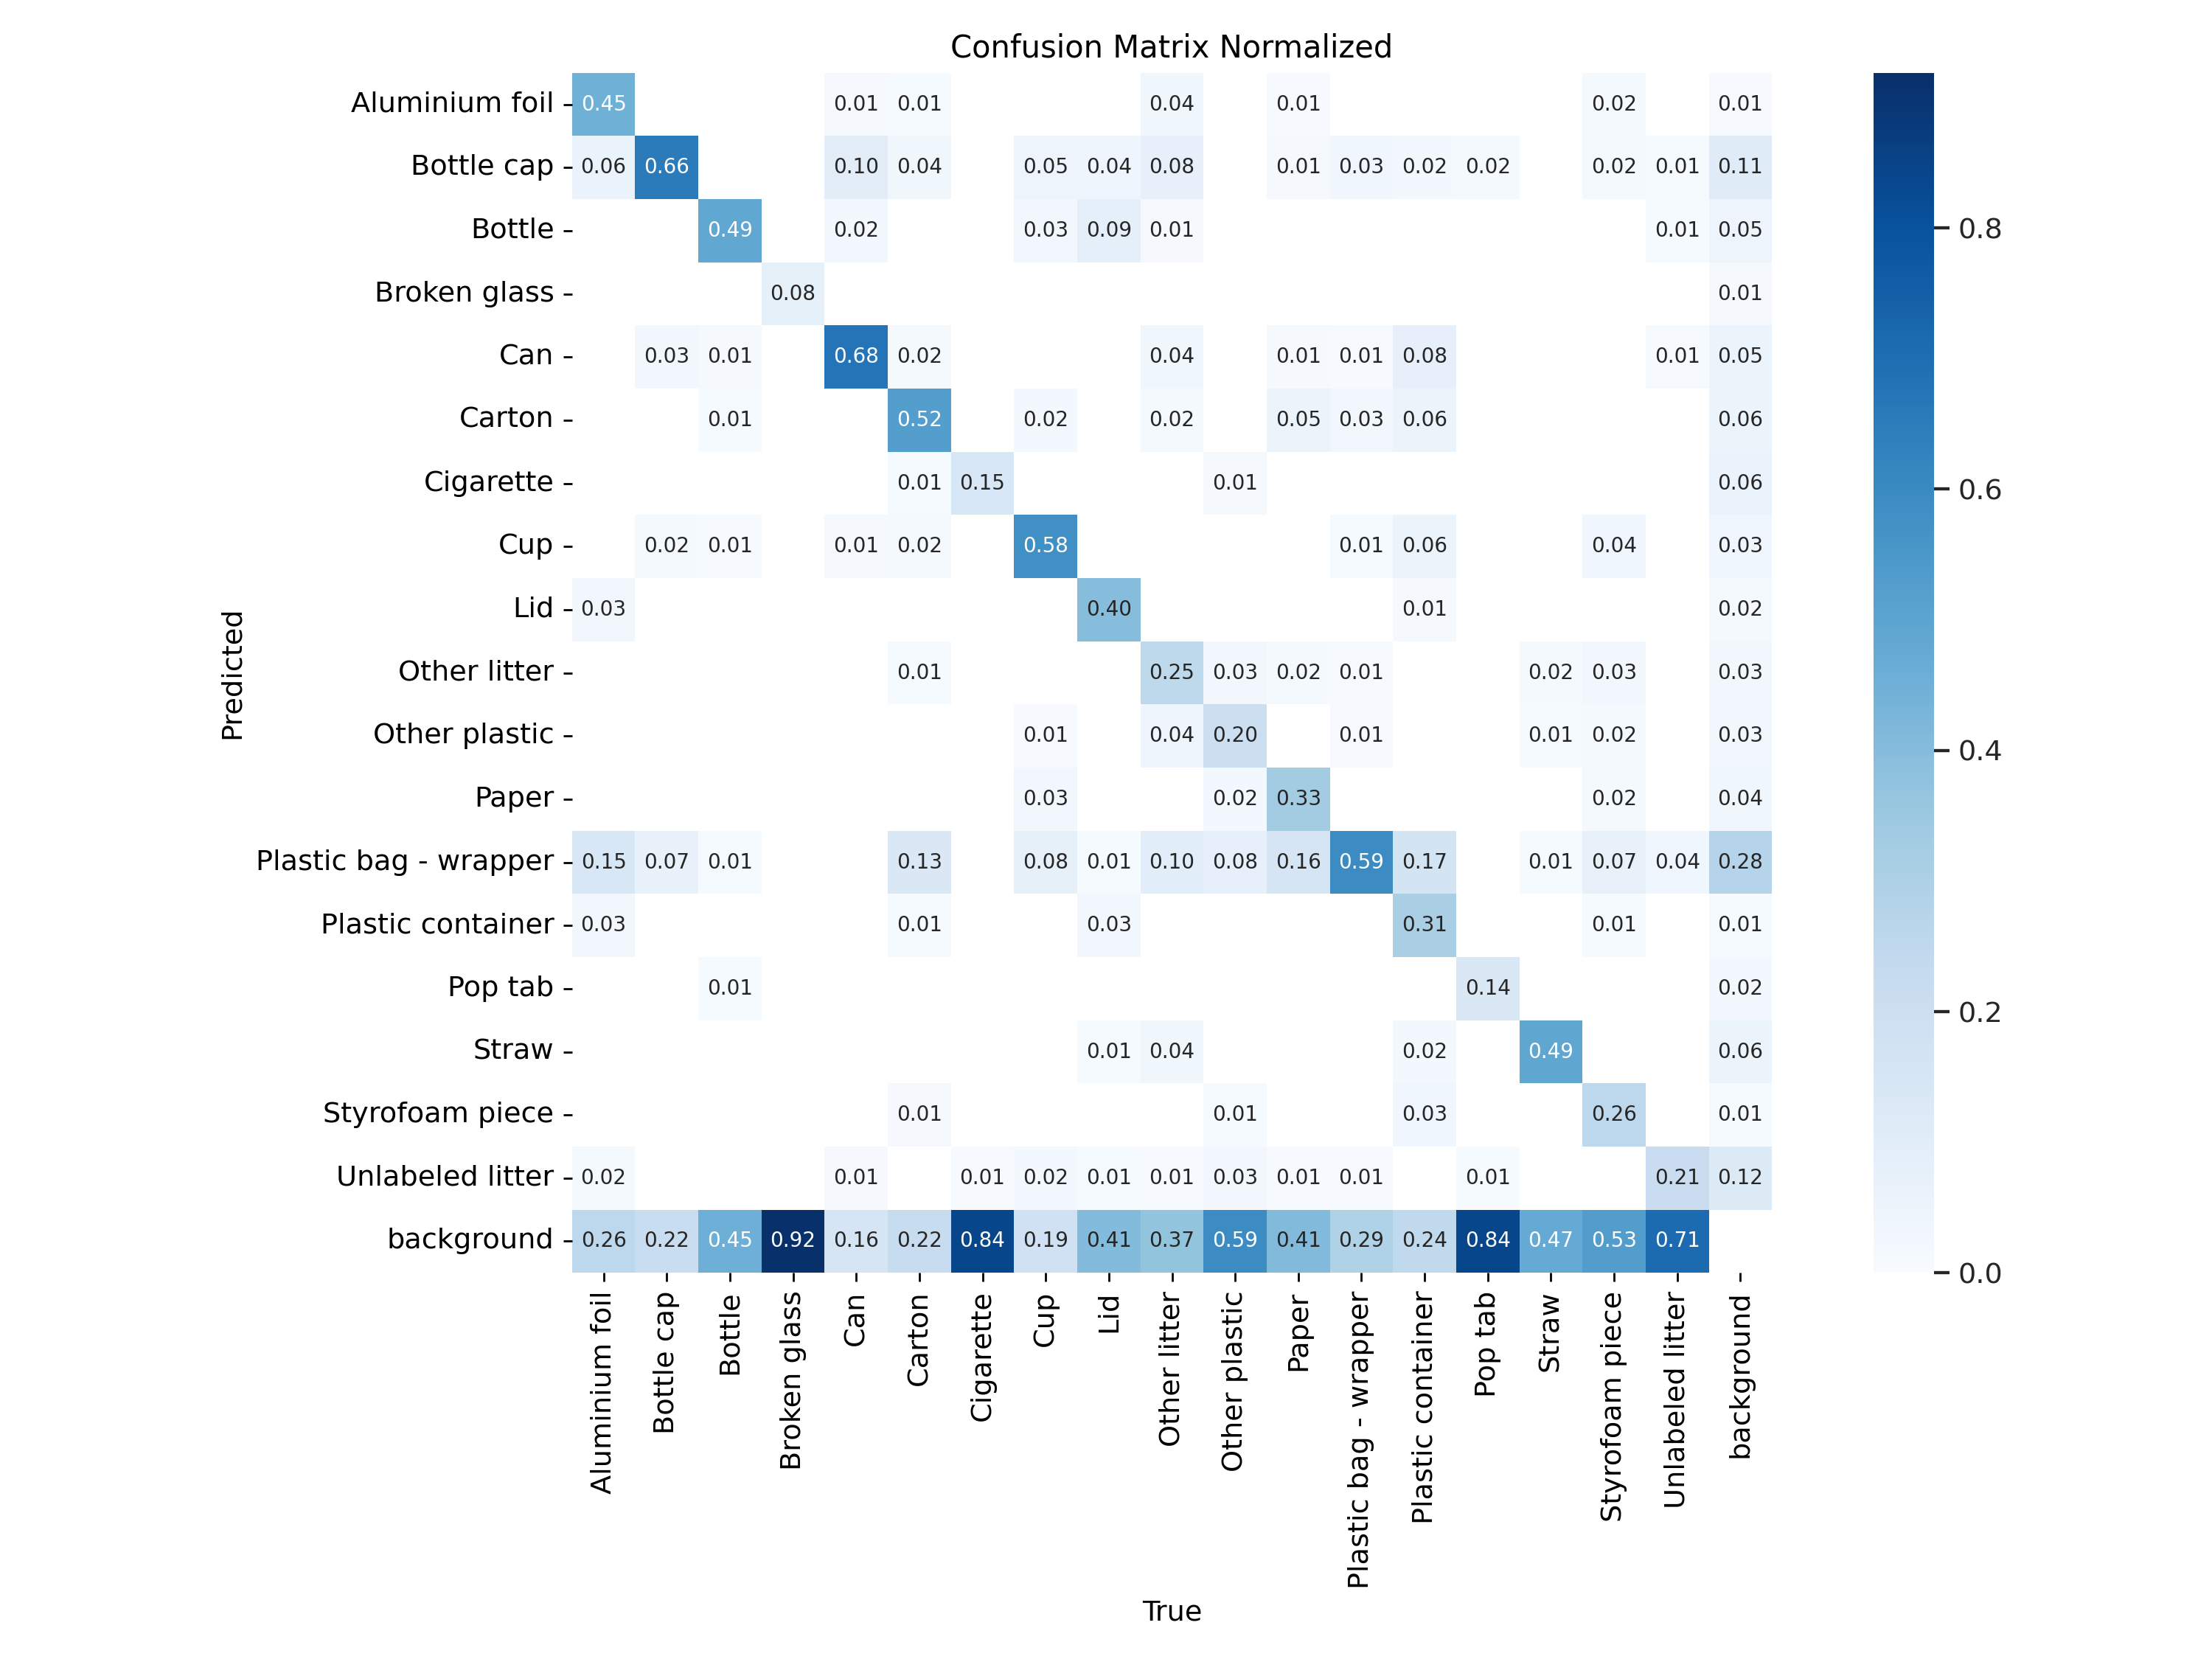 Confusion Matrix Normalized
Aluminium foil 0.45 0.01 0.01 0.04 0.01 0.02 0.01
Bottle cap 0.06 0.66 0.10 0.04 0.05 0.04 0.08 0.01 0.03 0.02 0.02 0.02 0.01 0.11
Bottle 0.49 0.02 0.03 0.09 0.01 0.01 0.05
Broken glass 0.08 0.01
Can 0.03 0.01 0.68 0.02 0.04 0.01 0.01 0.08 0.01 0.05
Carton 0.01 0.52 0.02 0.02 0.05 0.03 0.06 0.06
Cigarette 0.01 0.15 0.01 0.06
Cup 0.02 0.01 0.01 0.02 0.58 0.01 0.06 0.04 0.03
Lid 0.03 0.40 0.01 0.02
Other litter 0.01 0.25 0.03 0.02 0.01 0.02 0.03 0.03
Other plastic 0.01 0.04 0.20 0.01 0.01 0.02 0.03
Paper 0.03 0.02 0.33 0.02 0.04
Plastic bag - wrapper 0.15 0.07 0.01 0.13 0.08 0.01 0.10 0.08 0.16 0.59 0.17 0.01 0.07 0.04 0.28
Plastic container 0.03 0.01 0.03 0.31 0.01 0.01
Pop tab 0.01 0.14 0.02
Straw 0.01 0.04 0.02 0.49 0.06
Styrofoam piece 0.01 0.01 0.03 0.26 0.01
Unlabeled litter 0.02 0.01 0.01 0.02 0.01 0.01 0.03 0.01 0.01 0.01 0.21 0.12
background 0.26 0.22 0.45 0.92 0.16 0.22 0.84 0.19 0.41 0.37 0.59 0.41 0.29 0.24 0.84 0.47 0.53 0.71
Predicted
Aluminium foil
Bottle cap
Bottle
Broken glass
Can
Carton
Cigarette
Cup
Lid
Other litter
Other plastic
Paper
Plastic bag - wrapper
Plastic container
Pop tab
Straw
Styrofoam piece
Unlabeled litter
background
True
0.8
0.6
0.4
0.2
0.0